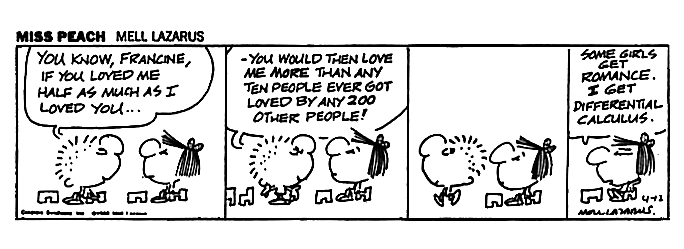 MISS PEACH MELL LAZARUS
YOU KNOW, FRANCINE,
IF YOU LOVED ME
HALF AS MUCH AS I
LOVED YOU...
-YOU WOULD THEN LOVE
ME MORE THAN ANY
TEN PEOPLE EVER GOT
LOVED BY ANY 200
OTHER PEOPLE!
SOME GIRLS
GET
ROMANCE.
I GET
DIFFERENTIAL
CALCULUS.
4-13
MELL LAZARUS.